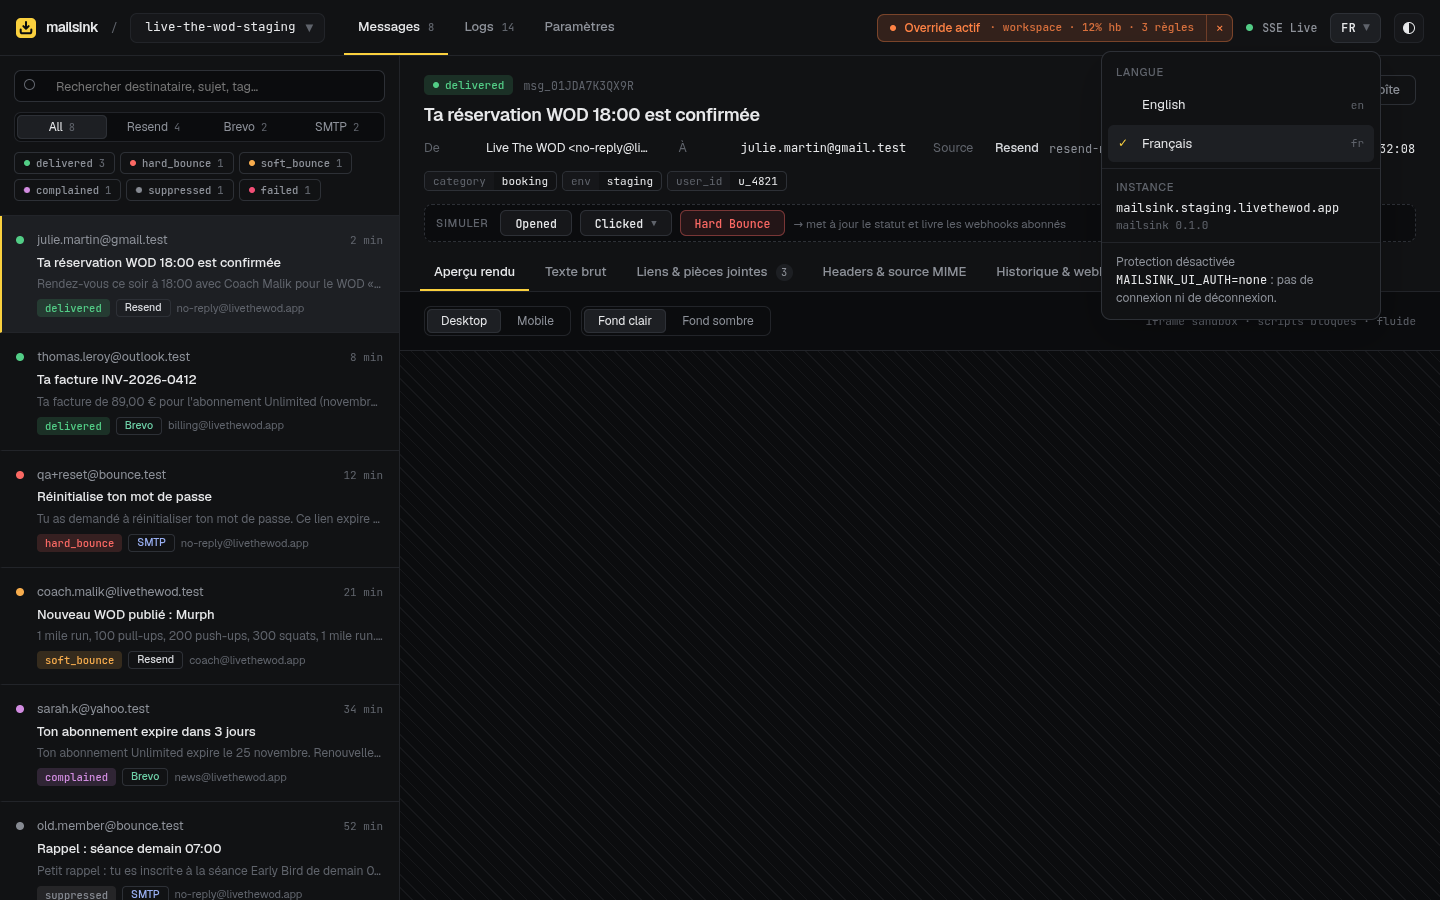 mailsink / live-the-wod-staging ▼
Messages 8 Logs 14 Paramètres
Override actif · workspace · 12% hb · 3 règles ×
SSE Live
FR ▼
Rechercher destinataire, sujet, tag…
All 8 Resend 4 Brevo 2 SMTP 2
delivered 3 hard_bounce 1 soft_bounce 1
complained 1 suppressed 1 failed 1
julie.martin@gmail.test 2 min
Ta réservation WOD 18:00 est confirmée
Rendez-vous ce soir à 18:00 avec Coach Malik pour le WOD «…
delivered Resend no-reply@livethewod.app
thomas.leroy@outlook.test 8 min
Ta facture INV-2026-0412
Ta facture de 89,00 € pour l'abonnement Unlimited (novembr…
delivered Brevo billing@livethewod.app
qa+reset@bounce.test 12 min
Réinitialise ton mot de passe
Tu as demandé à réinitialiser ton mot de passe. Ce lien expire …
hard_bounce SMTP no-reply@livethewod.app
coach.malik@livethewod.test 21 min
Nouveau WOD publié : Murph
1 mile run, 100 pull-ups, 200 push-ups, 300 squats, 1 mile run.…
soft_bounce Resend coach@livethewod.app
sarah.k@yahoo.test 34 min
Ton abonnement expire dans 3 jours
Ton abonnement Unlimited expire le 25 novembre. Renouvelle…
complained Brevo news@livethewod.app
old.member@bounce.test 52 min
Rappel : séance demain 07:00
Petit rappel : tu es inscrit·e à la séance Early Bird de demain 0…
suppressed SMTP no-reply@livethewod.app
delivered msg_01JDA7K3QX9R
Ta réservation WOD 18:00 est confirmée
De Live The WOD <no-reply@li… À julie.martin@gmail.test Source Resend 32:08
category booking env staging user_id u_4821
SIMULER Opened Clicked ▼ Hard Bounce → met à jour le statut et livre les webhooks abonnés
Aperçu rendu Texte brut Liens & pièces jointes 3 Headers & source MIME Historique &
Desktop Mobile Fond clair Fond sombre
iframe sandbox · scripts bloqués · fluide
LANGUE
English en
✓ Français fr
INSTANCE
mailsink.staging.livethewod.app
mailsink 0.1.0
Protection désactivée
MAILSINK_UI_AUTH=none : pas de
connexion ni de déconnexion.